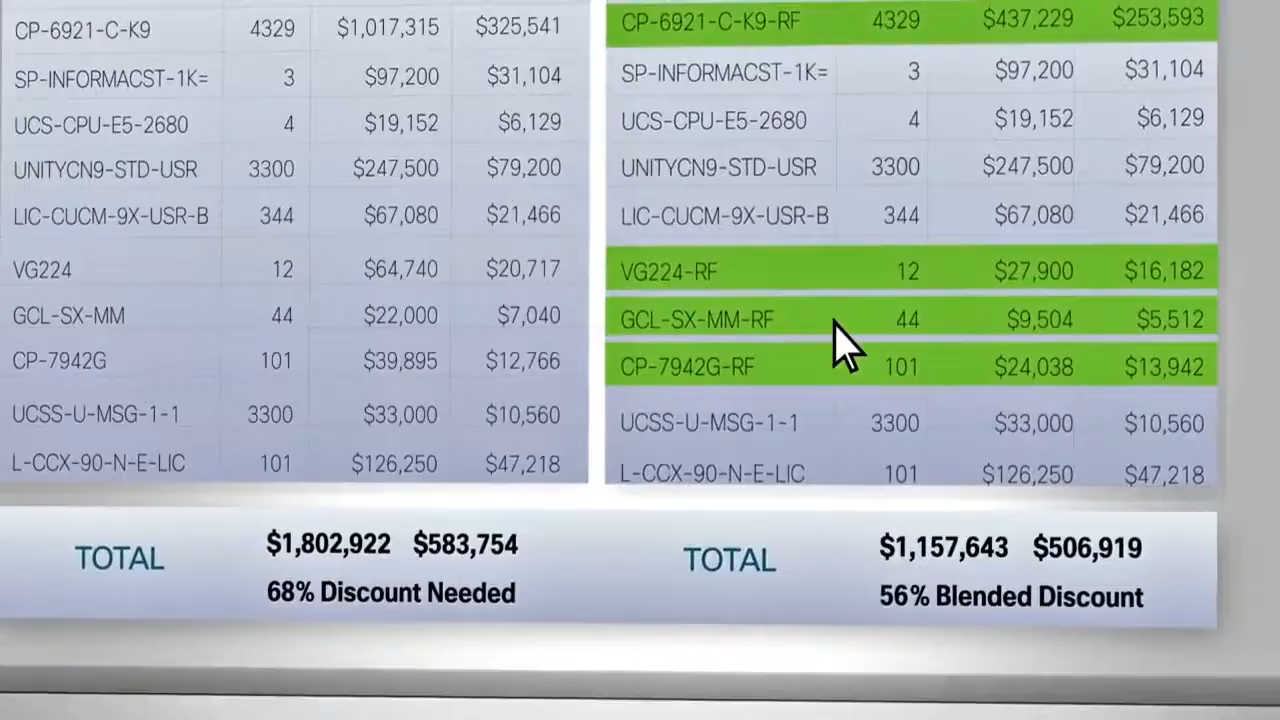 CP-6921-C-K9 4329 $1,017,315 $325,541
SP-INFORMACST-1K= 3 $97,200 $31,104
UCS-CPU-E5-2680 4 $19,152 $6,129
UNITYCN9-STD-USR 3300 $247,500 $79,200
LIC-CUCM-9X-USR-B 344 $67,080 $21,466
VG224 12 $64,740 $20,717
GCL-SX-MM 44 $22,000 $7,040
CP-7942G 101 $39,895 $12,766
UCSS-U-MSG-1-1 3300 $33,000 $10,560
L-CCX-90-N-E-LIC 101 $126,250 $47,218
TOTAL $1,802,922 $583,754
68% Discount Needed
CP-6921-C-K9-RF 4329 $437,229 $253,593
SP-INFORMACST-1K= 3 $97,200 $31,104
UCS-CPU-E5-2680 4 $19,152 $6,129
UNITYCN9-STD-USR 3300 $247,500 $79,200
LIC-CUCM-9X-USR-B 344 $67,080 $21,466
VG224-RF 12 $27,900 $16,182
GCL-SX-MM-RF 44 $9,504 $5,512
CP-7942G-RF 101 $24,038 $13,942
UCSS-U-MSG-1-1 3300 $33,000 $10,560
L-CCX-90-N-E-LIC 101 $126,250 $47,218
TOTAL $1,157,643 $506,919
56% Blended Discount